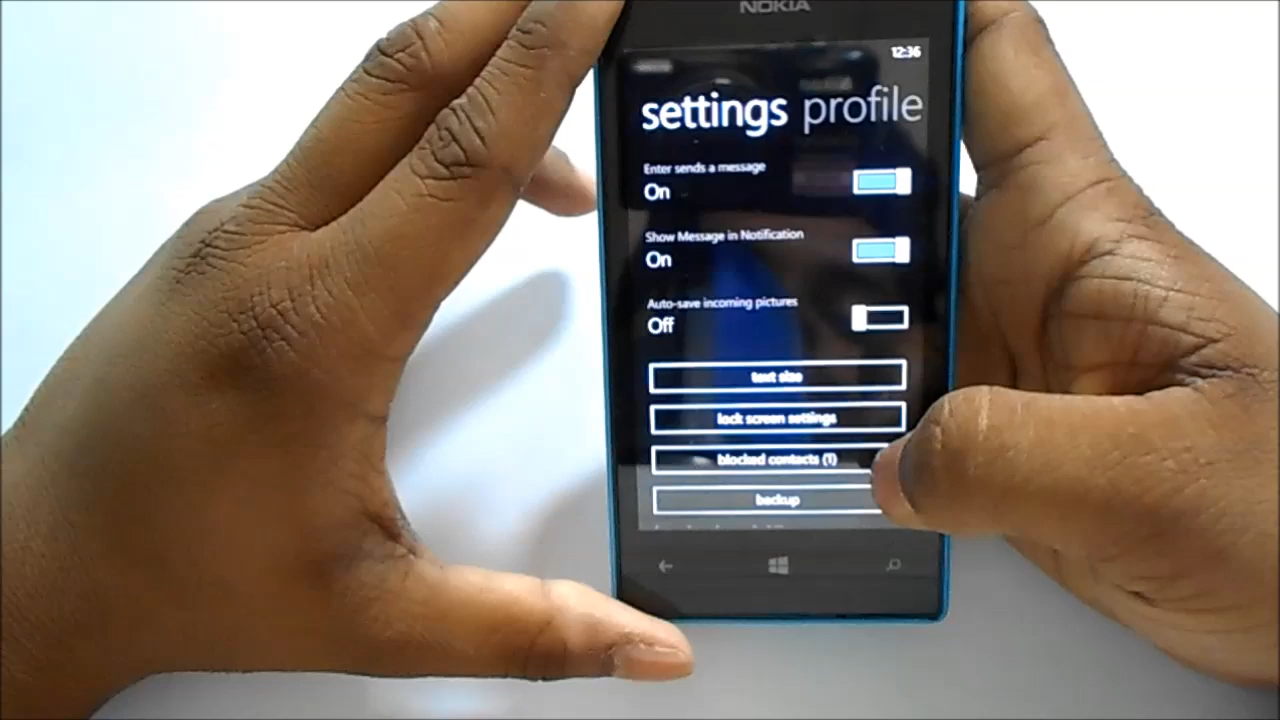 NOKIA
12:36
settings profile
Enter sends a message
On
Show Message in Notification
On
Auto-save incoming pictures
Off
text size
lock screen settings
blocked contacts (1)
backup